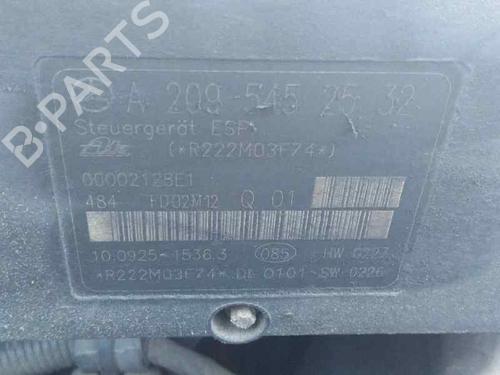 A 209 545 25 32
Steuergerät ESP
(*R222M03F74*)
00002128E1
484 FD02M12 Q 01
10.0925-1536.3 085 HW 0227
*R222M03F74* DL 0101-SW 0226
B-PARTS